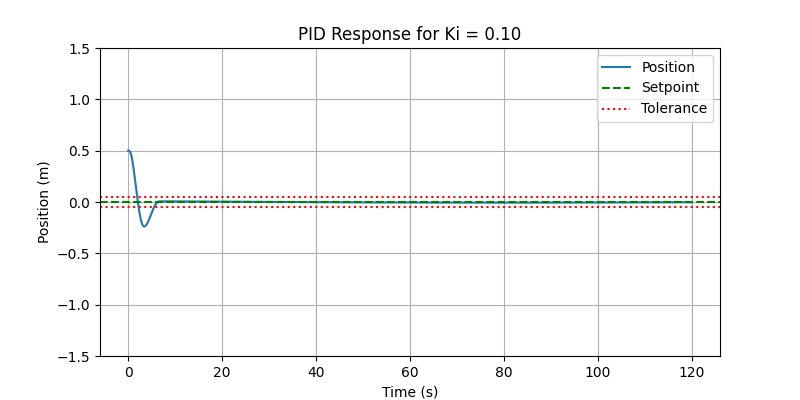 PID Response for Ki = 0.10
1.5
1.0
0.5
0.0
−0.5
−1.0
−1.5
Position (m)
Position
Setpoint
Tolerance
0
20
40
60
80
100
120
Time (s)